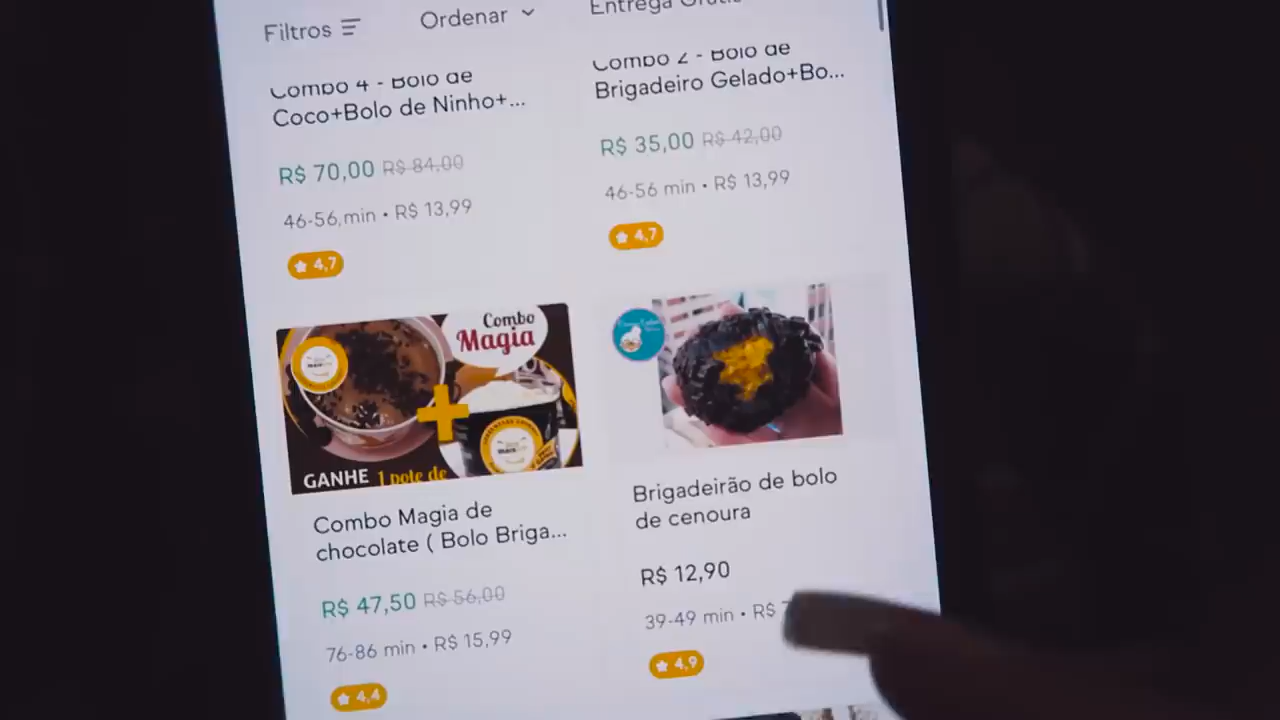 Filtros
Ordenar
Entrega Grátis
Combo 4 - Bolo de
Coco+Bolo de Ninho+...
R$ 70,00 R$ 84,00
46-56 min • R$ 13,99
4,7
Combo 2 - Bolo de
Brigadeiro Gelado+Bo...
R$ 35,00 R$ 42,00
46-56 min • R$ 13,99
4,7
Combo
Magia
GANHE 1 pote de
Combo Magia de
chocolate ( Bolo Briga...
R$ 47,50 R$ 56,00
76-86 min • R$ 15,99
4,4
Brigadeirão de bolo
de cenoura
R$ 12,90
39-49 min • R$
4,9